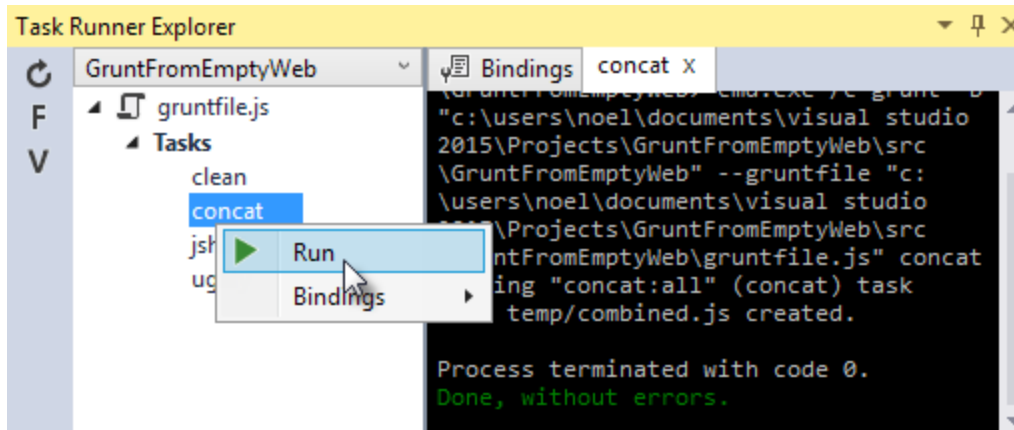 Task Runner Explorer
GruntFromEmptyWeb
Bindings concat x
F
V
gruntfile.js
Tasks
clean
concat
Run
Bindings
"c:\users\noel\documents\visual studio
2015\Projects\GruntFromEmptyWeb\src
\GruntFromEmptyWeb" --gruntfile "c:
\users\noel\documents\visual studio
\Projects\GruntFromEmptyWeb\src
ntFromEmptyWeb\gruntfile.js" concat
ing "concat:all" (concat) task
temp/combined.js created.
Process terminated with code 0.
Done, without errors.